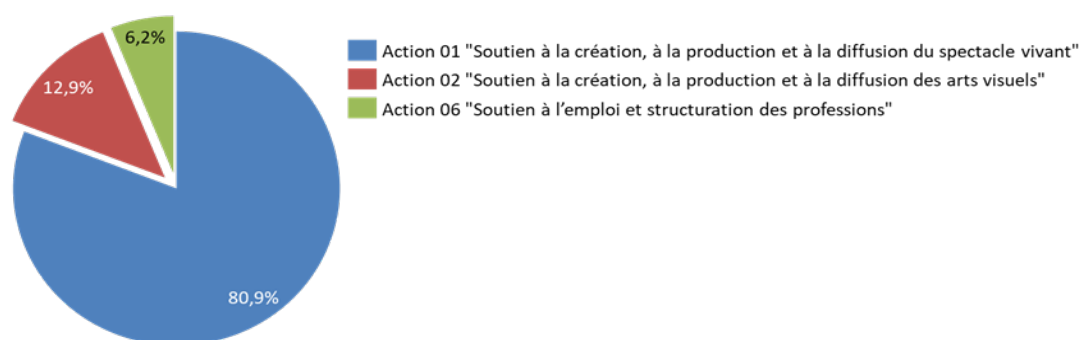 6,2%
12,9%
80,9%
Action 01 "Soutien à la création, à la production et à la diffusion du spectacle vivant"
Action 02 "Soutien à la création, à la production et à la diffusion des arts visuels"
Action 06 "Soutien à l’emploi et structuration des professions"